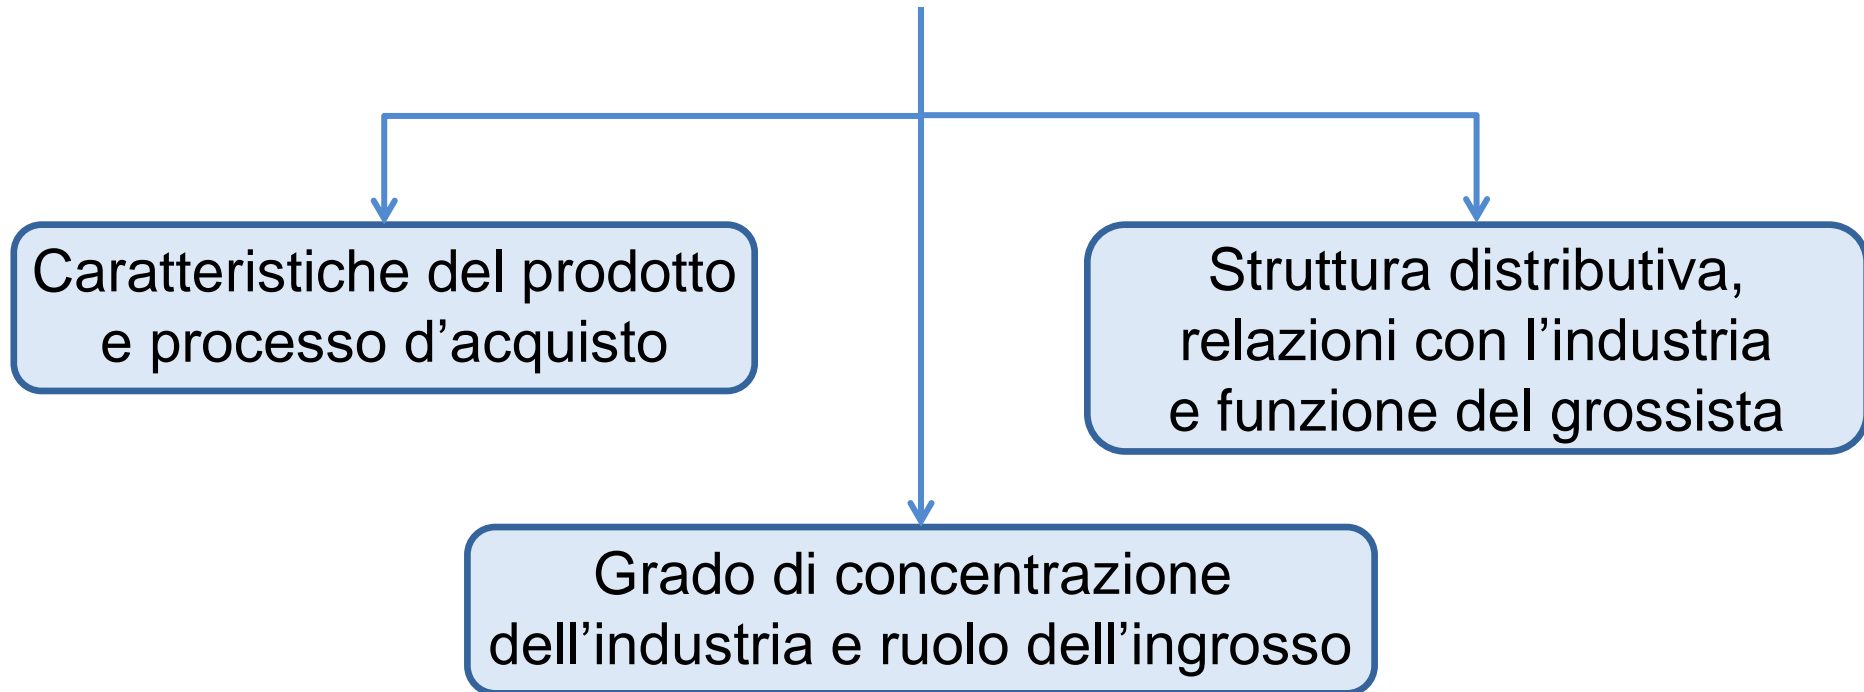 Caratteristiche del prodotto
e processo d’acquisto
Struttura distributiva,
relazioni con l’industria
e funzione del grossista
Grado di concentrazione
dell’industria e ruolo dell’ingrosso